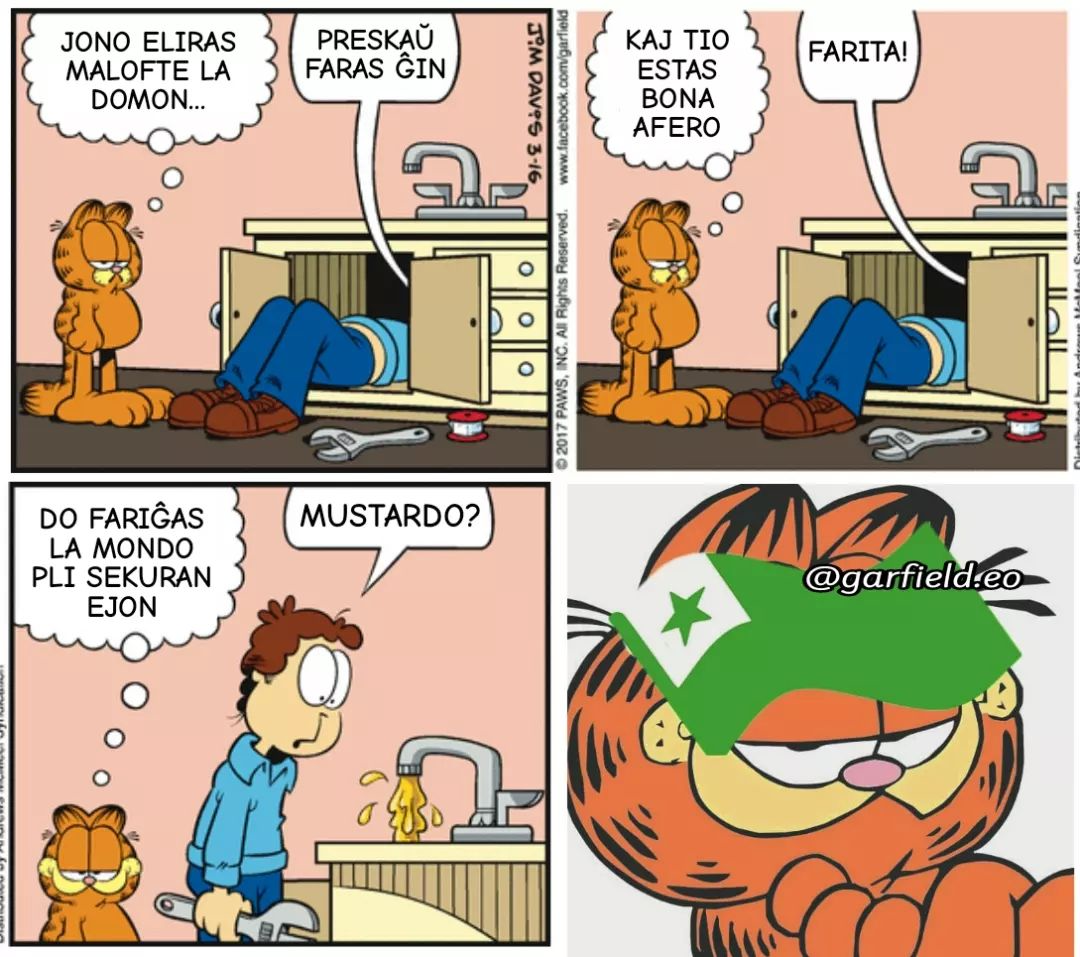 JONO ELIRAS
MALOFTE LA
DOMON...
PRESKAŬ
FARAS ĜIN
JIM DAVIS 3-16
www.facebook.com/garfield
© 2017 PAWS, INC. All Rights Reserved.
KAJ TIO
ESTAS
BONA
AFERO
FARITA!
DO FARIĜAS
LA MONDO
PLI SEKURAN
EJON
MUSTARDO?
@garfield.eo